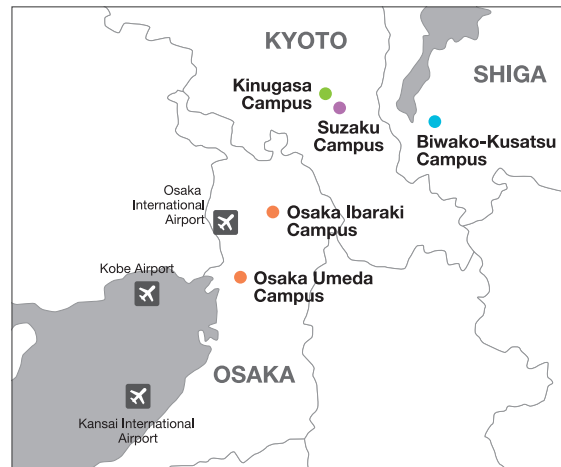 KYOTO
SHIGA
Kinugasa
Campus
Suzaku
Campus
Biwako-Kusatsu
Campus
Osaka
International
Airport
Osaka Ibaraki
Campus
Kobe Airport
Osaka Umeda
Campus
OSAKA
Kansai International
Airport